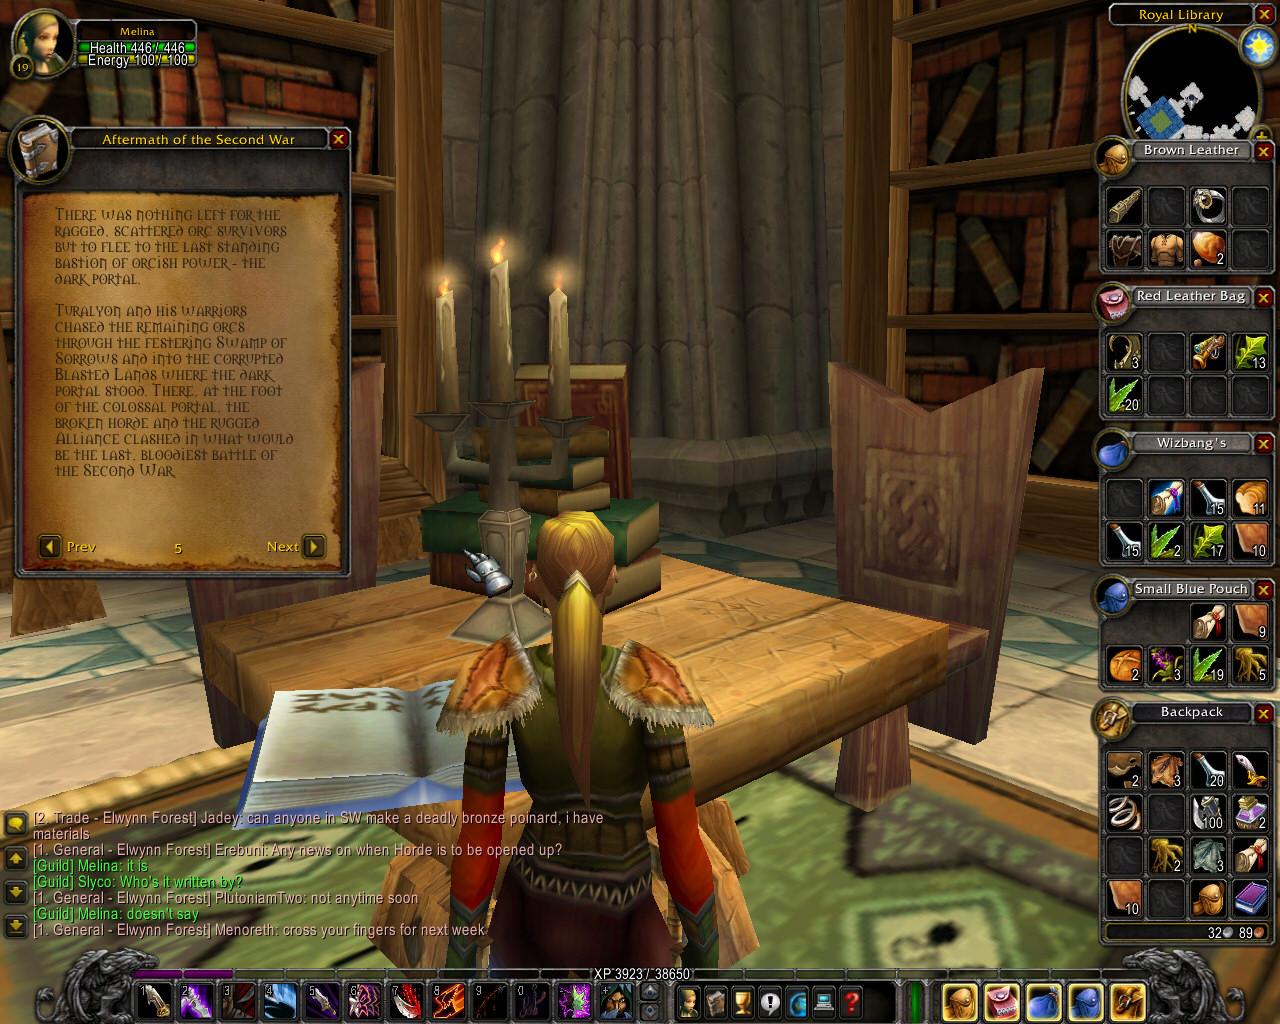 Melina
Health 446 / 446
Energy 100 / 100
19
Royal Library
N
Aftermath of the Second War
There was nothing left for the
ragged, scattered orc survivors
but to flee to the last standing
bastion of orcish power - the
dark portal.
Turalyon and his warriors
chased the remaining orcs
through the festering Swamp of
Sorrows and into the corrupted
Blasted Lands where the dark
portal stood. There, at the foot
of the colossal portal, the
broken Horde and the rugged
Alliance clashed in what would
be the last, bloodiest battle of
the Second War
Prev 5 Next
Brown Leather
2
Red Leather Bag
3 13
20
Wizbang's
15 11
15 2 17 10
Small Blue Pouch
9
2 3 19 5
Backpack
2 3 20
100 2
2 3
10
32 89
[2. Trade - Elwynn Forest] Jadey: can anyone in SW make a deadly bronze poinard, i have
materials
[1. General - Elwynn Forest] Erebuni: Any news on when Horde is to be opened up?
[Guild] Melina: it is
[Guild] Slyco: Who's it written by?
[1. General - Elwynn Forest] PlutoniamTwo: not anytime soon
[Guild] Melina: doesn't say
[1. General - Elwynn Forest] Menoreth: cross your fingers for next week
XP 3923 / 38650
1 2 3 4 5 6 7 8 9 0 - +